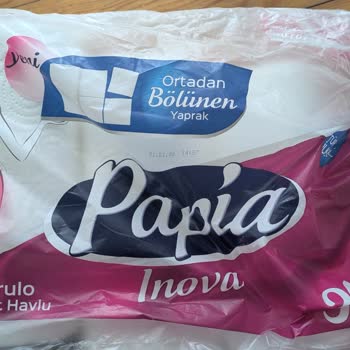 Yeni
Ortadan
Bölünen
Yaprak
Papia
Inova
rulo
Havlu